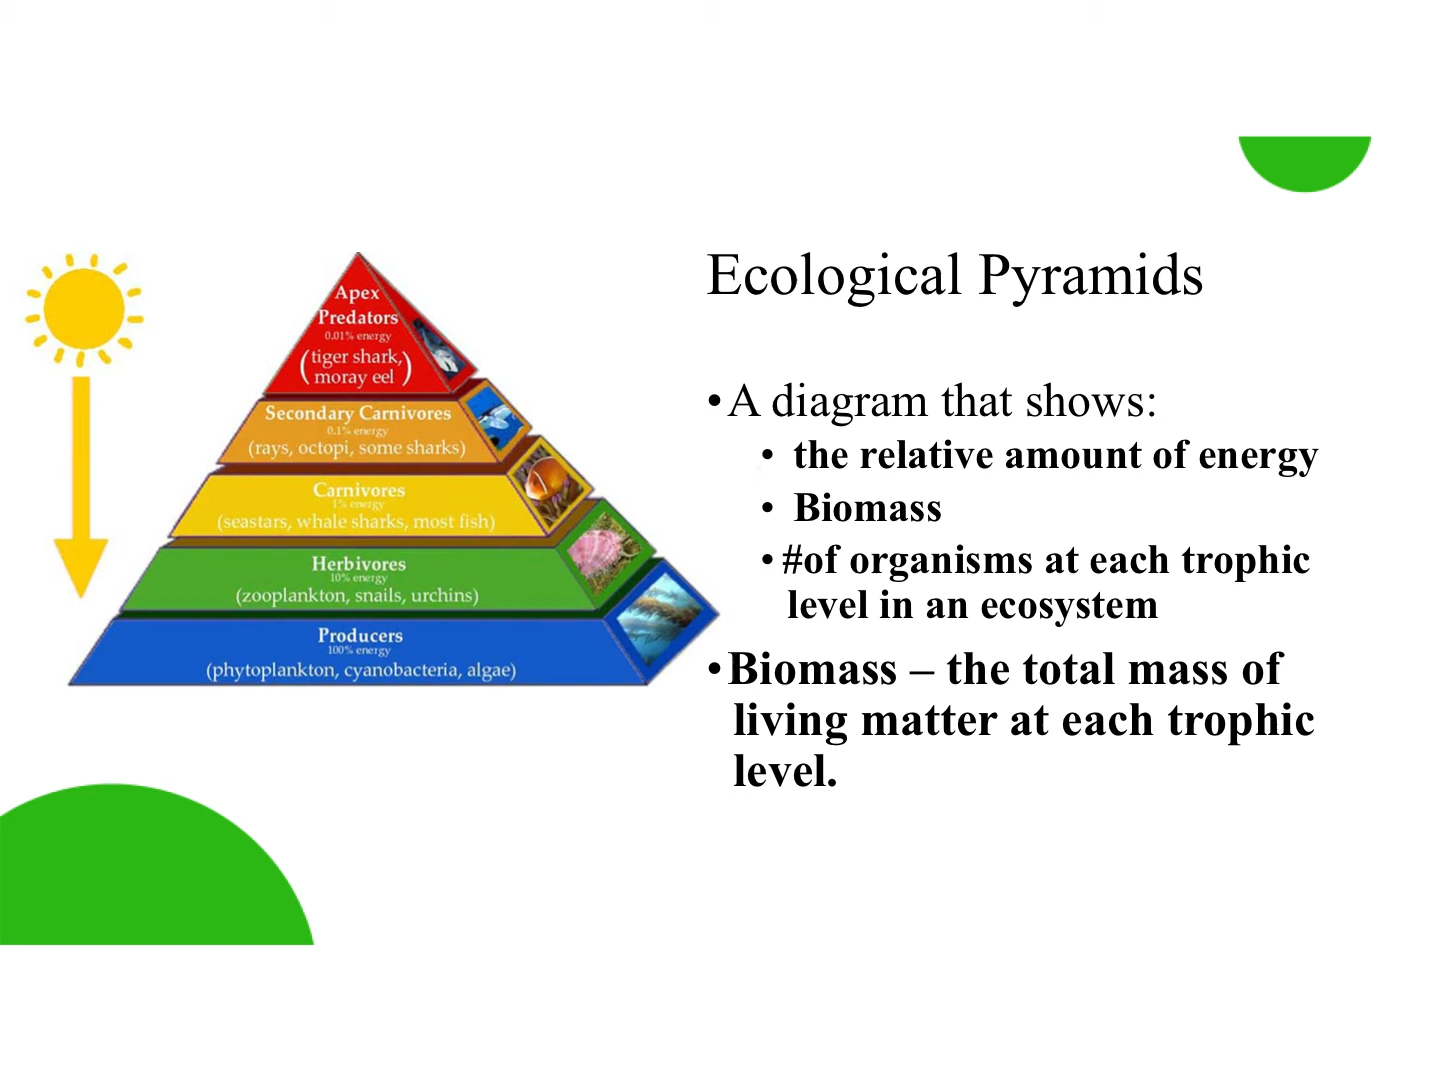 Ecological Pyramids
• A diagram that shows:
• the relative amount of energy
• Biomass
• #of organisms at each trophic
level in an ecosystem
• Biomass – the total mass of
living matter at each trophic
level.
Apex
Predators
0.01% energy
(tiger shark,
moray eel)
Secondary Carnivores
0.1% energy
(rays, octopi, some sharks)
Carnivores
1% energy
(seastars, whale sharks, most fish)
Herbivores
10% energy
(zooplankton, snails, urchins)
Producers
100% energy
(phytoplankton, cyanobacteria, algae)